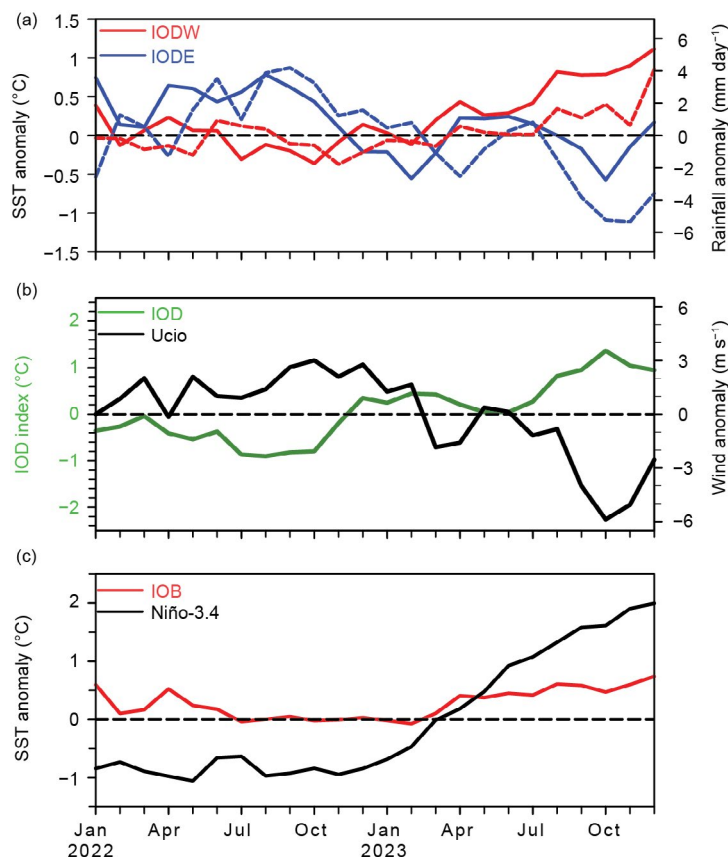 (a)
1.5
1
0.5
0
−0.5
−1
−1.5
SST anomaly (°C)
IODW
IODE
6
4
2
0
−2
−4
−6
Rainfall anomaly (mm day⁻¹)
(b)
2
1
0
−1
−2
IOD index (°C)
IOD
Ucio
6
3
0
−3
−6
Wind anomaly (m s⁻¹)
(c)
2
1
0
−1
SST anomaly (°C)
IOB
Niño-3.4
Jan Apr Jul Oct Jan Apr Jul Oct
2022 2023